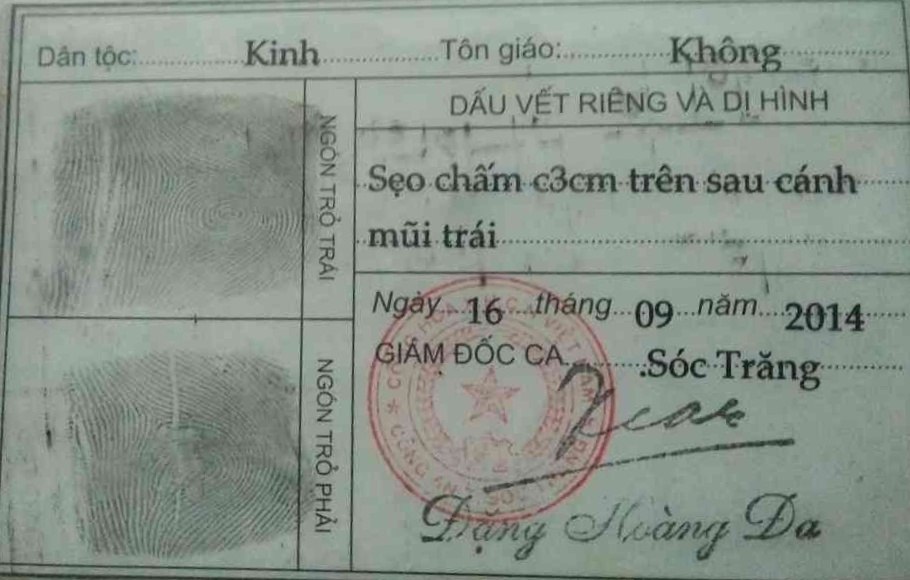 Dân tộc: Kinh Tôn giáo: Không
DẤU VẾT RIÊNG VÀ DỊ HÌNH
Sẹo chấm c3cm trên sau cánh
mũi trái
NGÓN TRỎ TRÁI
NGÓN TRỎ PHẢI
Ngày 16 tháng 09 năm 2014
GIÁM ĐỐC CA Sóc Trăng
Đặng Hoàng Đa